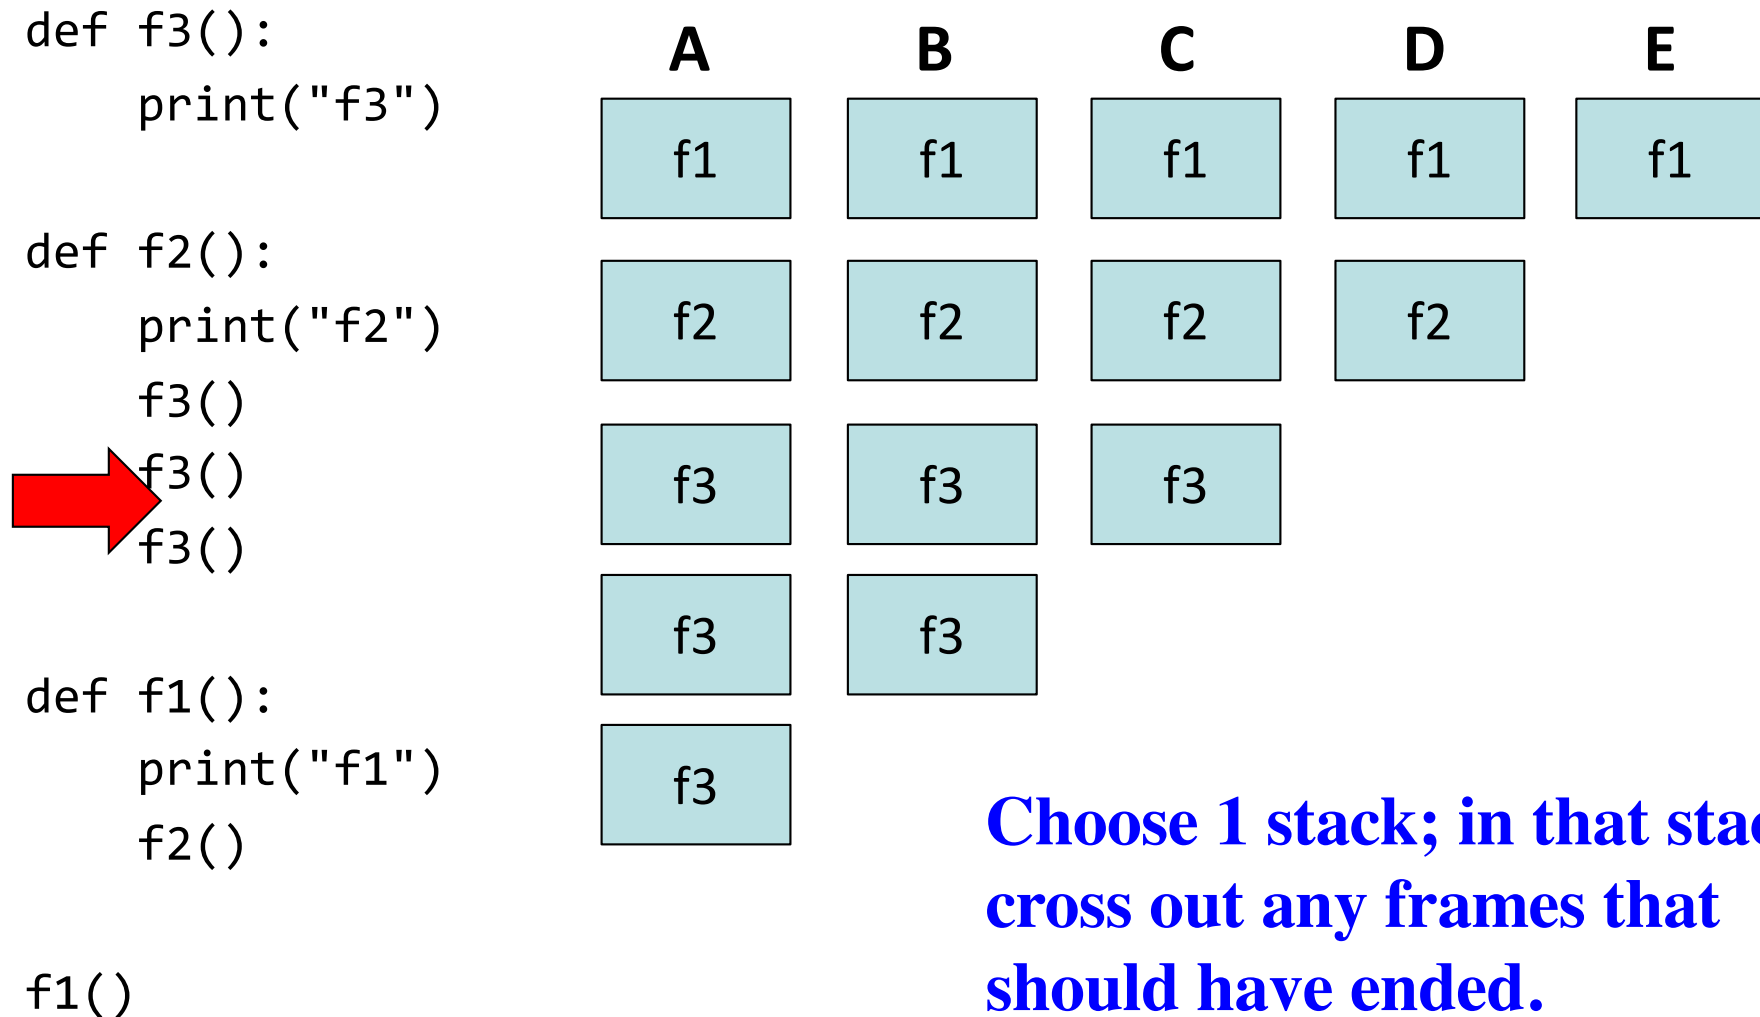 def f3():
    print("f3")
def f2():
    print("f2")
    f3()
    f3()
    f3()
def f1():
    print("f1")
    f2()
f1()
A B C D E
f1 f1 f1 f1 f1
f2 f2 f2 f2
f3 f3 f3
f3 f3
f3
Choose 1 stack; in that stac
cross out any frames that
should have ended.